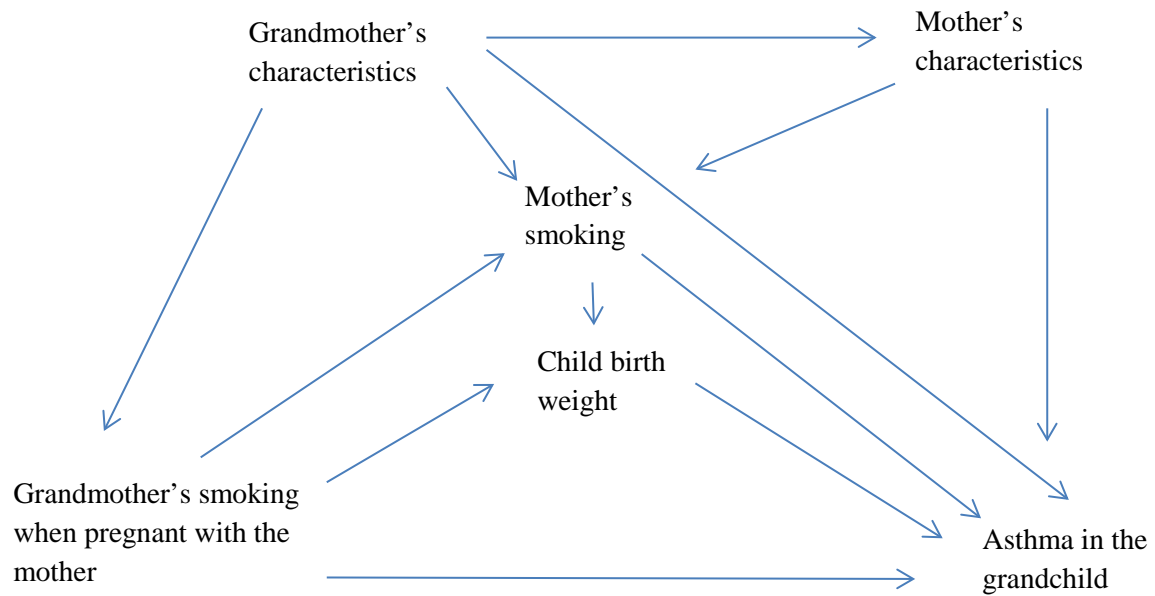 Grandmother’s
characteristics
Mother’s
characteristics
Mother’s
smoking
Child birth
weight
Grandmother’s smoking
when pregnant with the
mother
Asthma in the
grandchild